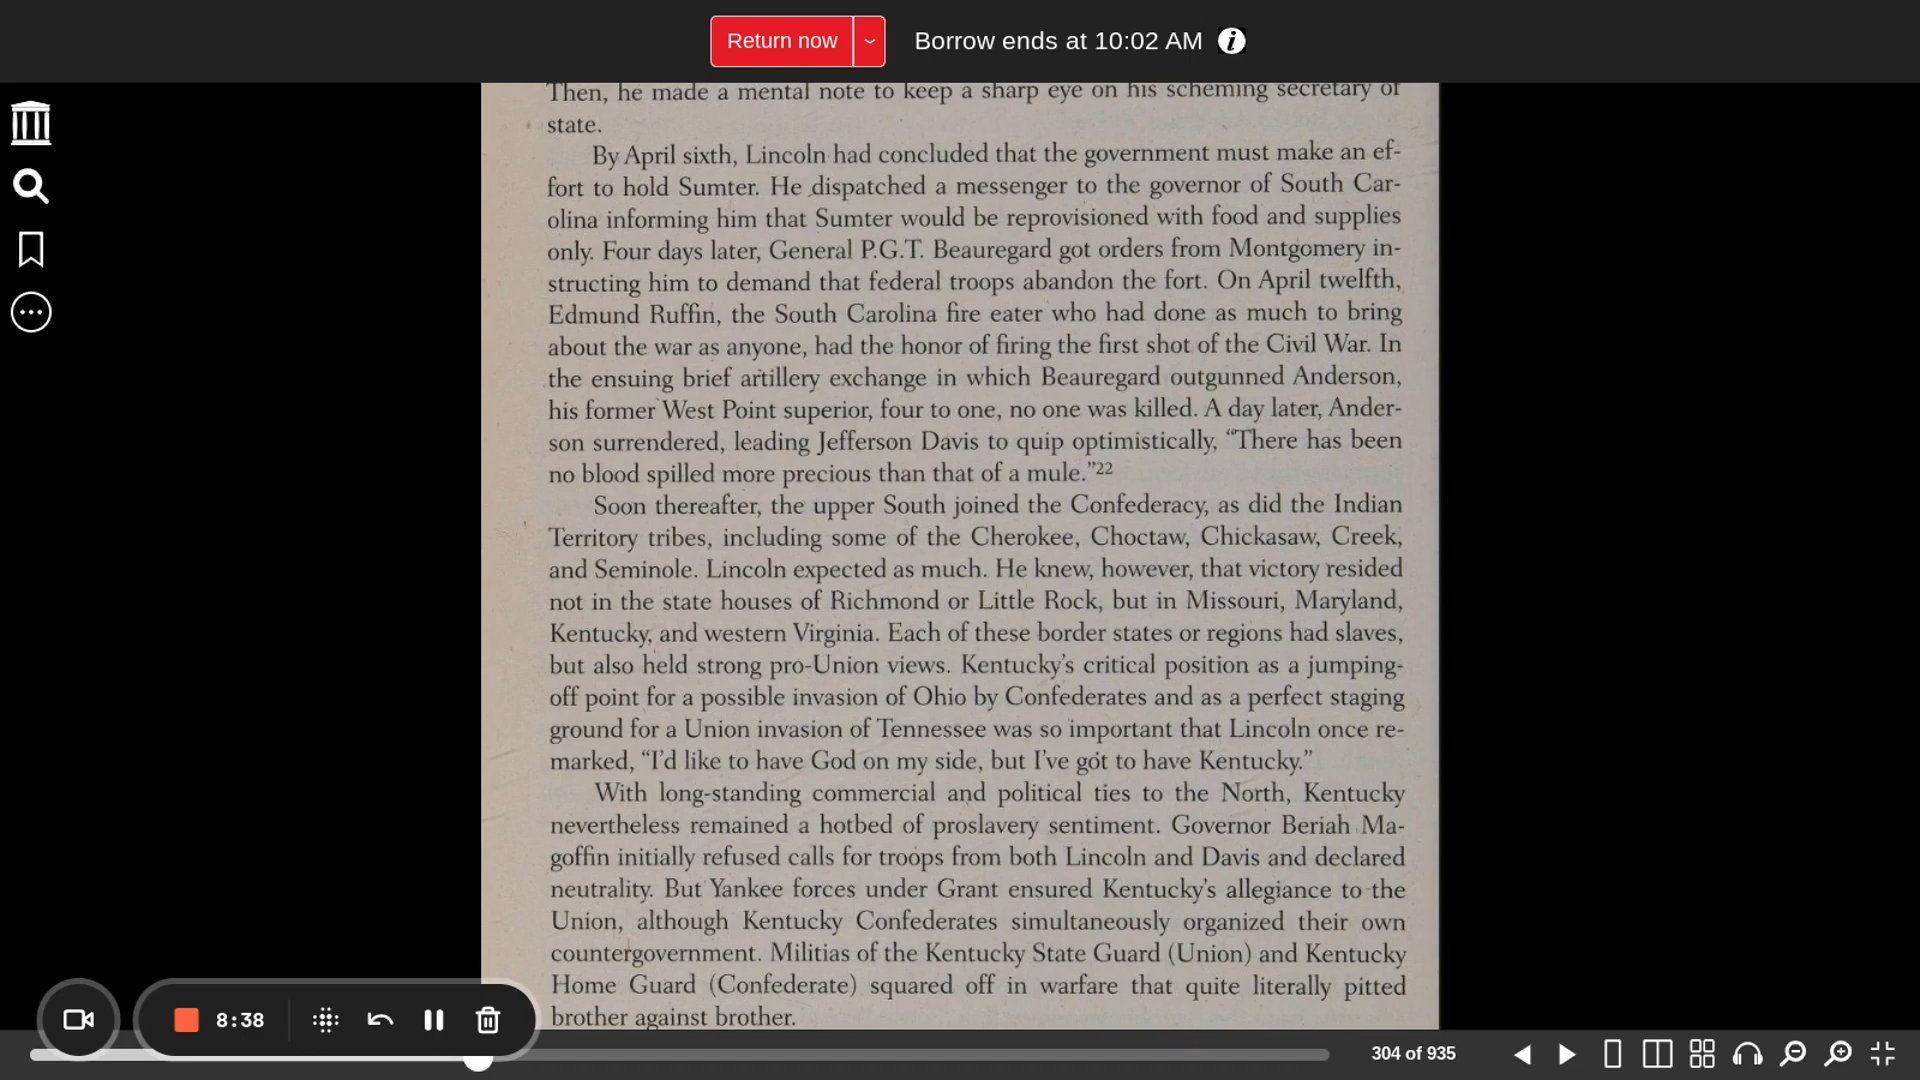 Return now
Borrow ends at 10:02 AM
Then, he made a mental note to keep a sharp eye on his scheming secretary of
state.
By April sixth, Lincoln had concluded that the government must make an ef-
fort to hold Sumter. He dispatched a messenger to the governor of South Car-
olina informing him that Sumter would be reprovisioned with food and supplies
only. Four days later, General P.G.T. Beauregard got orders from Montgomery in-
structing him to demand that federal troops abandon the fort. On April twelfth,
Edmund Ruffin, the South Carolina fire eater who had done as much to bring
about the war as anyone, had the honor of firing the first shot of the Civil War. In
the ensuing brief artillery exchange in which Beauregard outgunned Anderson,
his former West Point superior, four to one, no one was killed. A day later, Ander-
son surrendered, leading Jefferson Davis to quip optimistically, “There has been
no blood spilled more precious than that of a mule.”22
Soon thereafter, the upper South joined the Confederacy, as did the Indian
Territory tribes, including some of the Cherokee, Choctaw, Chickasaw, Creek,
and Seminole. Lincoln expected as much. He knew, however, that victory resided
not in the state houses of Richmond or Little Rock, but in Missouri, Maryland,
Kentucky, and western Virginia. Each of these border states or regions had slaves,
but also held strong pro-Union views. Kentucky’s critical position as a jumping-
off point for a possible invasion of Ohio by Confederates and as a perfect staging
ground for a Union invasion of Tennessee was so important that Lincoln once re-
marked, “I’d like to have God on my side, but I’ve got to have Kentucky.”
With long-standing commercial and political ties to the North, Kentucky
nevertheless remained a hotbed of proslavery sentiment. Governor Beriah Ma-
goffin initially refused calls for troops from both Lincoln and Davis and declared
neutrality. But Yankee forces under Grant ensured Kentucky’s allegiance to the
Union, although Kentucky Confederates simultaneously organized their own
countergovernment. Militias of the Kentucky State Guard (Union) and Kentucky
Home Guard (Confederate) squared off in warfare that quite literally pitted
brother against brother.
8:38
304 of 935